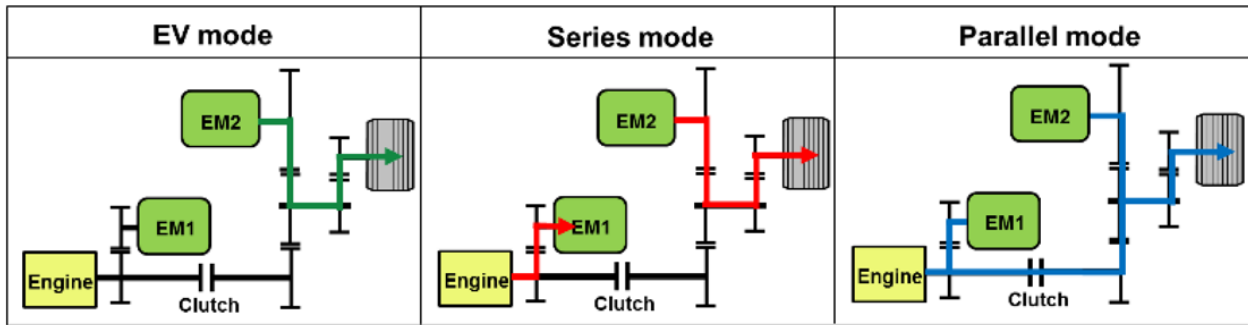 EV mode
Series mode
Parallel mode
EM2
EM1
Engine
Clutch
EM2
EM1
Engine
Clutch
EM2
EM1
Engine
Clutch